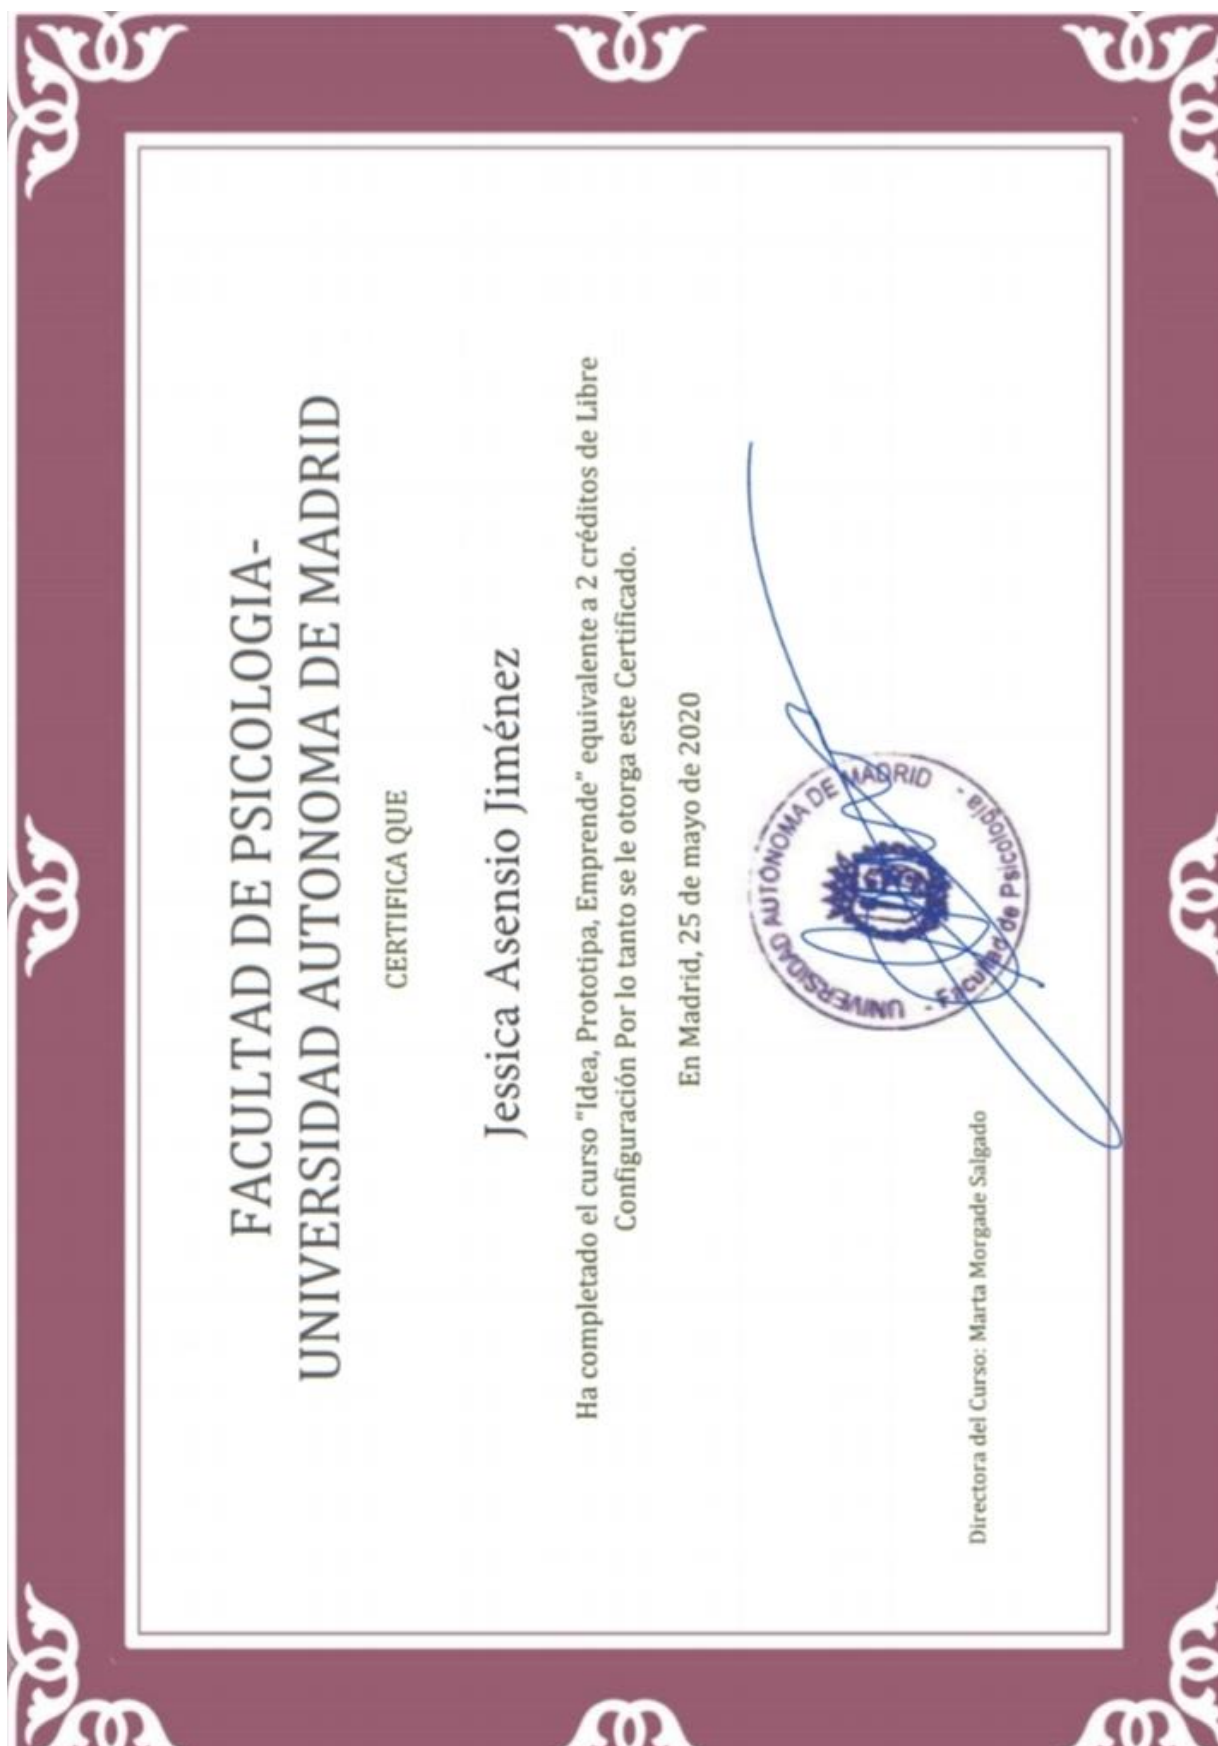 FACULTAD DE PSICOLOGIA-
UNIVERSIDAD AUTONOMA DE MADRID
CERTIFICA QUE
Jessica Asensio Jiménez
Ha completado el curso "Idea, Prototipa, Emprende" equivalente a 2 créditos de Libre
Configuración Por lo tanto se le otorga este Certificado.
En Madrid, 25 de mayo de 2020
UNIVERSIDAD AUTÓNOMA DE MADRID
- Facultad de Psicología -
Directora del Curso: Marta Morgade Salgado